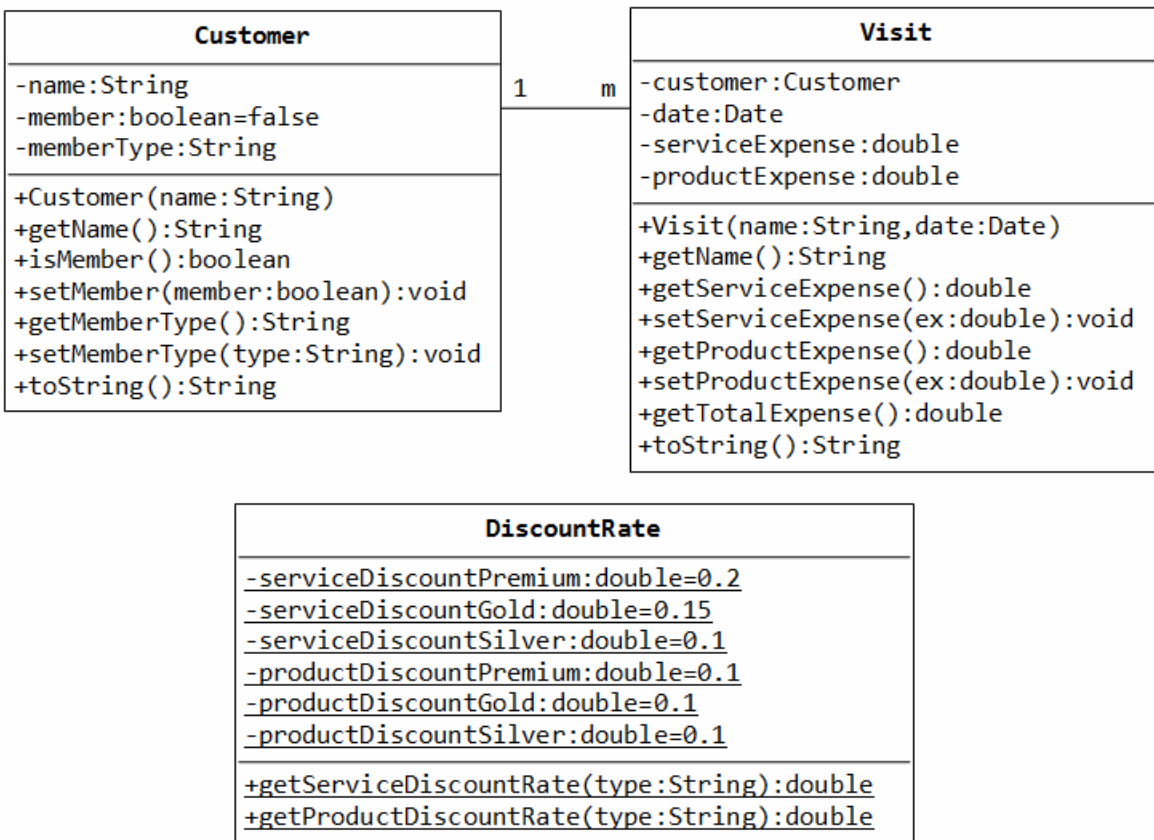 Customer
-name:String
-member:boolean=false
-memberType:String
+Customer(name:String)
+getName():String
+isMember():boolean
+setMember(member:boolean):void
+getMemberType():String
+setMemberType(type:String):void
+toString():String
1 m
Visit
-customer:Customer
-date:Date
-serviceExpense:double
-productExpense:double
+Visit(name:String,date:Date)
+getName():String
+getServiceExpense():double
+setServiceExpense(ex:double):void
+getProductExpense():double
+setProductExpense(ex:double):void
+getTotalExpense():double
+toString():String
DiscountRate
-serviceDiscountPremium:double=0.2
-serviceDiscountGold:double=0.15
-serviceDiscountSilver:double=0.1
-productDiscountPremium:double=0.1
-productDiscountGold:double=0.1
-productDiscountSilver:double=0.1
+getServiceDiscountRate(type:String):double
+getProductDiscountRate(type:String):double